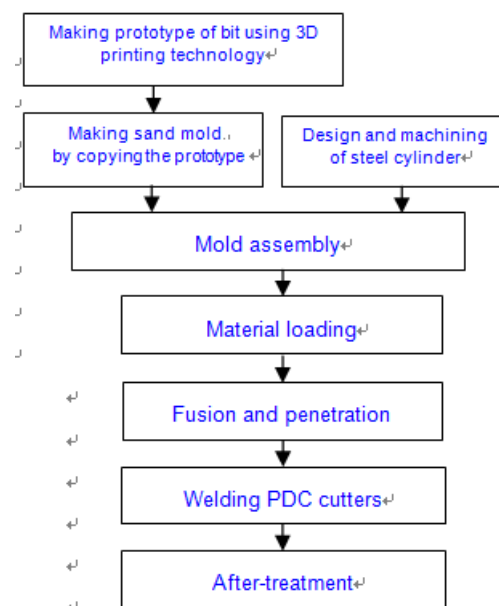 Making prototype of bit using 3D
printing technology↵
Making sand mold.
by copying the prototype ↵
Design and machining
of steel cylinder↵
Mold assembly↵
Material loading↵
Fusion and penetration
Welding PDC cutters↵
After-treatment↵